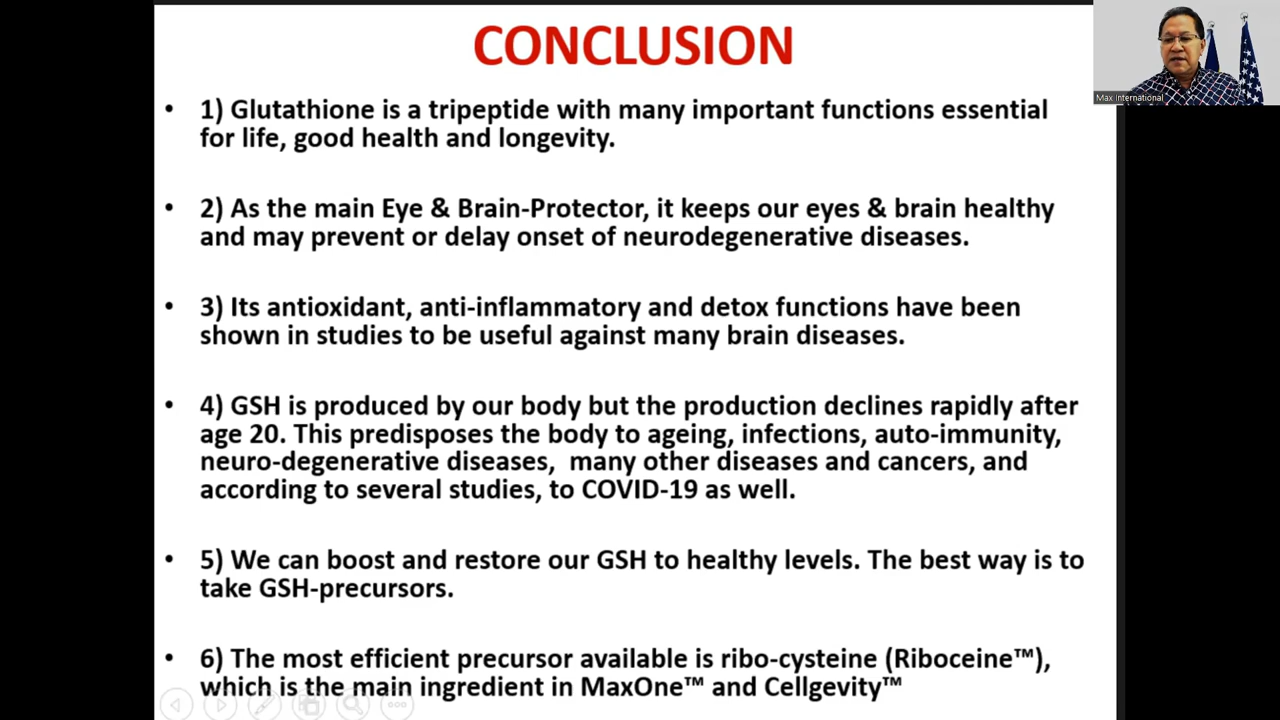 CONCLUSION
• 1) Glutathione is a tripeptide with many important functions essential
for life, good health and longevity.
• 2) As the main Eye & Brain-Protector, it keeps our eyes & brain healthy
and may prevent or delay onset of neurodegenerative diseases.
• 3) Its antioxidant, anti-inflammatory and detox functions have been
shown in studies to be useful against many brain diseases.
• 4) GSH is produced by our body but the production declines rapidly after
age 20. This predisposes the body to ageing, infections, auto-immunity,
neuro-degenerative diseases, many other diseases and cancers, and
according to several studies, to COVID-19 as well.
• 5) We can boost and restore our GSH to healthy levels. The best way is to
take GSH-precursors.
• 6) The most efficient precursor available is ribo-cysteine (Riboceine™),
which is the main ingredient in MaxOne™ and Cellgevity™
Max International